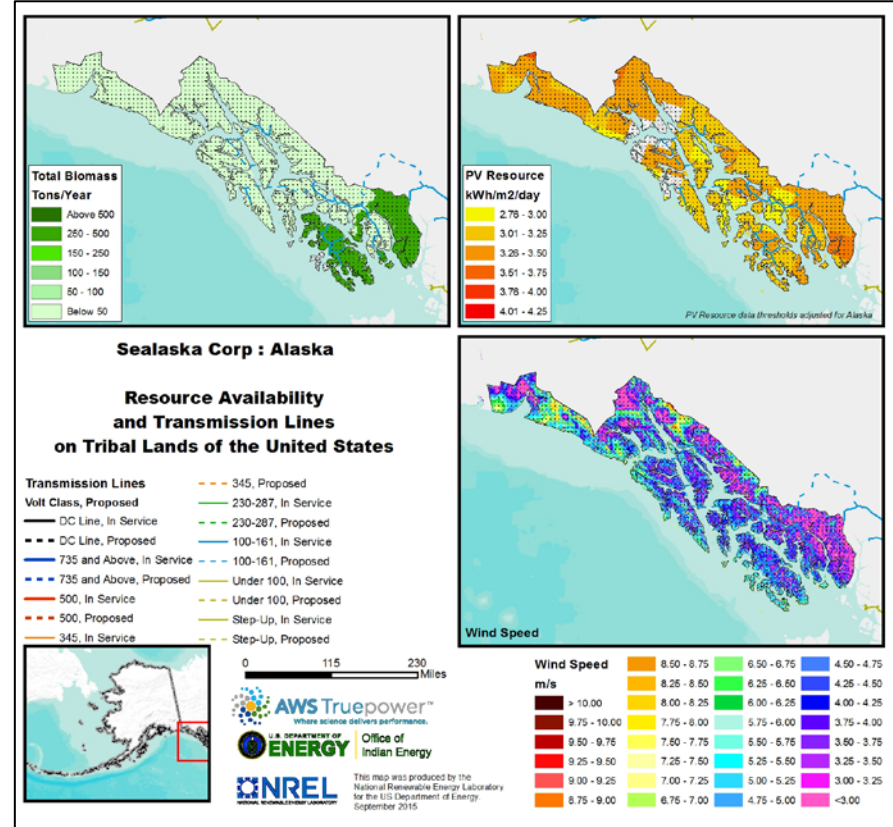 Total Biomass
Tons/Year
Above 500
250 - 500
150 - 250
100 - 150
50 - 100
Below 50
PV Resource
kWh/m2/day
2.76 - 3.00
3.01 - 3.25
3.26 - 3.50
3.51 - 3.75
3.76 - 4.00
4.01 - 4.25
PV Resource data thresholds adjusted for Alaska
Sealaska Corp : Alaska
Resource Availability
and Transmission Lines
on Tribal Lands of the United States
Transmission Lines
Volt Class, Proposed
DC Line, In Service
DC Line, Proposed
735 and Above, In Service
735 and Above, Proposed
500, In Service
500, Proposed
345, In Service
345, Proposed
230-287, In Service
230-287, Proposed
100-161, In Service
100-161, Proposed
Under 100, In Service
Under 100, Proposed
Step-Up, In Service
Step-Up, Proposed
Wind Speed
0 115 230
Miles
AWS Truepower™
Where science delivers performance.
U.S. DEPARTMENT OF
ENERGY
Office of
Indian Energy
NREL
NATIONAL RENEWABLE ENERGY LABORATORY
This map was produced by the
National Renewable Energy Laboratory
for the US Department of Energy.
September 2015
Wind Speed
m/s
> 10.00
9.75 - 10.00
9.50 - 9.75
9.25 - 9.50
9.00 - 9.25
8.75 - 9.00
8.50 - 8.75
8.25 - 8.50
8.00 - 8.25
7.75 - 8.00
7.50 - 7.75
7.25 - 7.50
7.00 - 7.25
6.75 - 7.00
6.50 - 6.75
6.25 - 6.50
6.00 - 6.25
5.75 - 6.00
5.50 - 5.75
5.25 - 5.50
5.00 - 5.25
4.75 - 5.00
4.50 - 4.75
4.25 - 4.50
4.00 - 4.25
3.75 - 4.00
3.50 - 3.75
3.25 - 3.50
3.00 - 3.25
<3.00